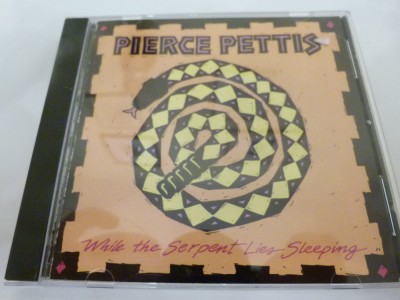 PIERCE PETTIS
While the Serpent Lies Sleeping